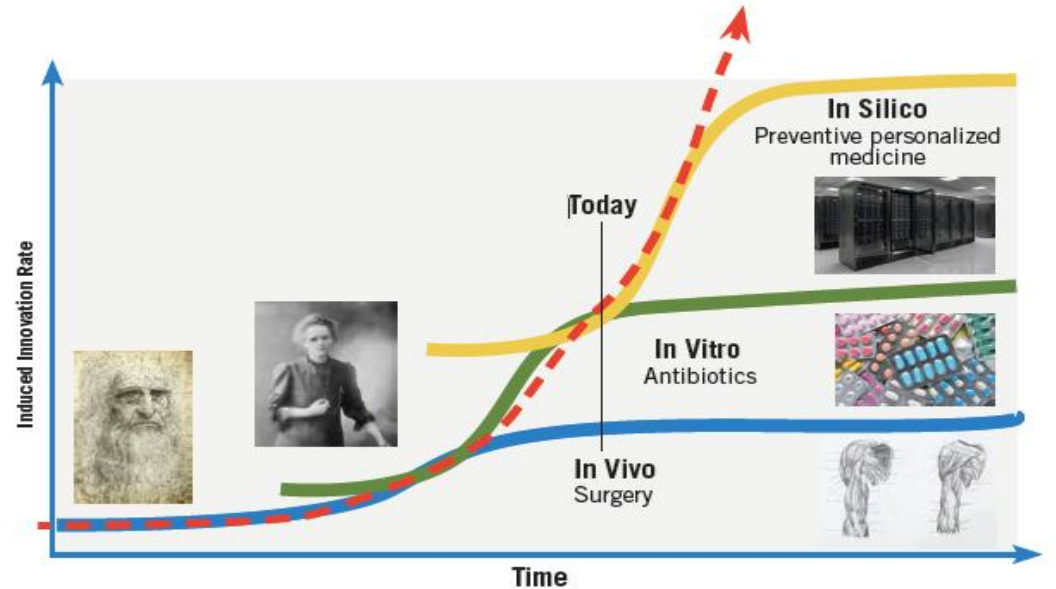 In Silico
Preventive personalized
medicine
Today
Induced Innovation Rate
In Vitro
Antibiotics
In Vivo
Surgery
Time